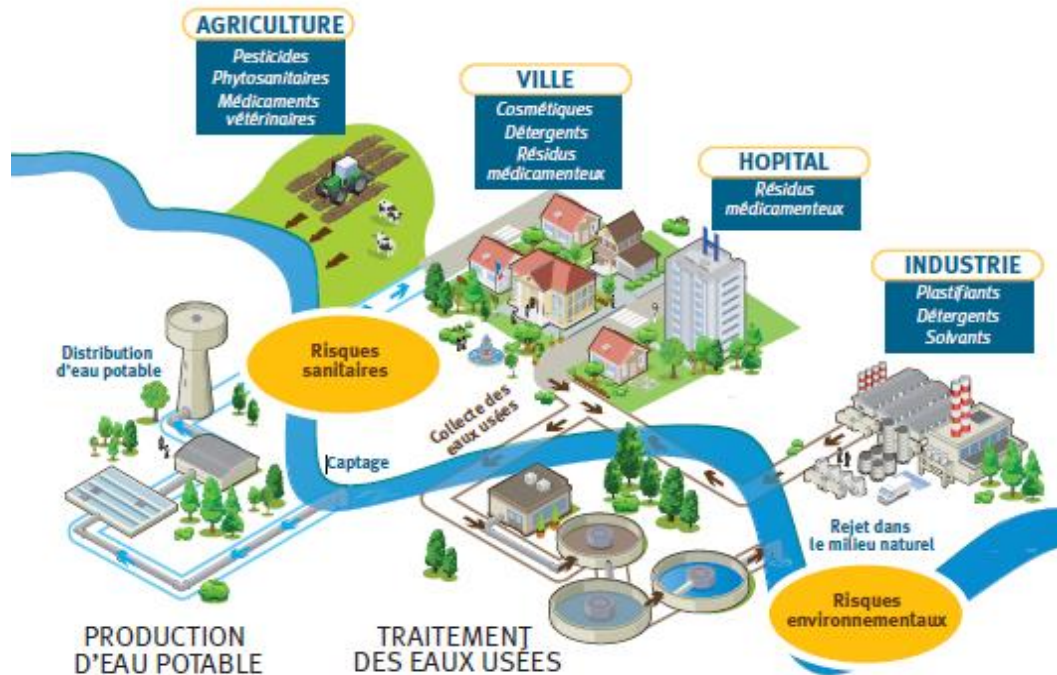 AGRICULTURE
Pesticides
Phytosanitaires
Médicaments
vétérinaires
VILLE
Cosmétiques
Détergents
Résidus
médicamenteux
HOPITAL
Résidus
médicamenteux
H
INDUSTRIE
Plastifiants
Détergents
Solvants
Distribution
d'eau potable
Risques
sanitaires
Collecte des
eaux usées
Captage
Rejet dans
le milieu naturel
Risques
environnementaux
PRODUCTION
D'EAU POTABLE
TRAITEMENT
DES EAUX USÉES